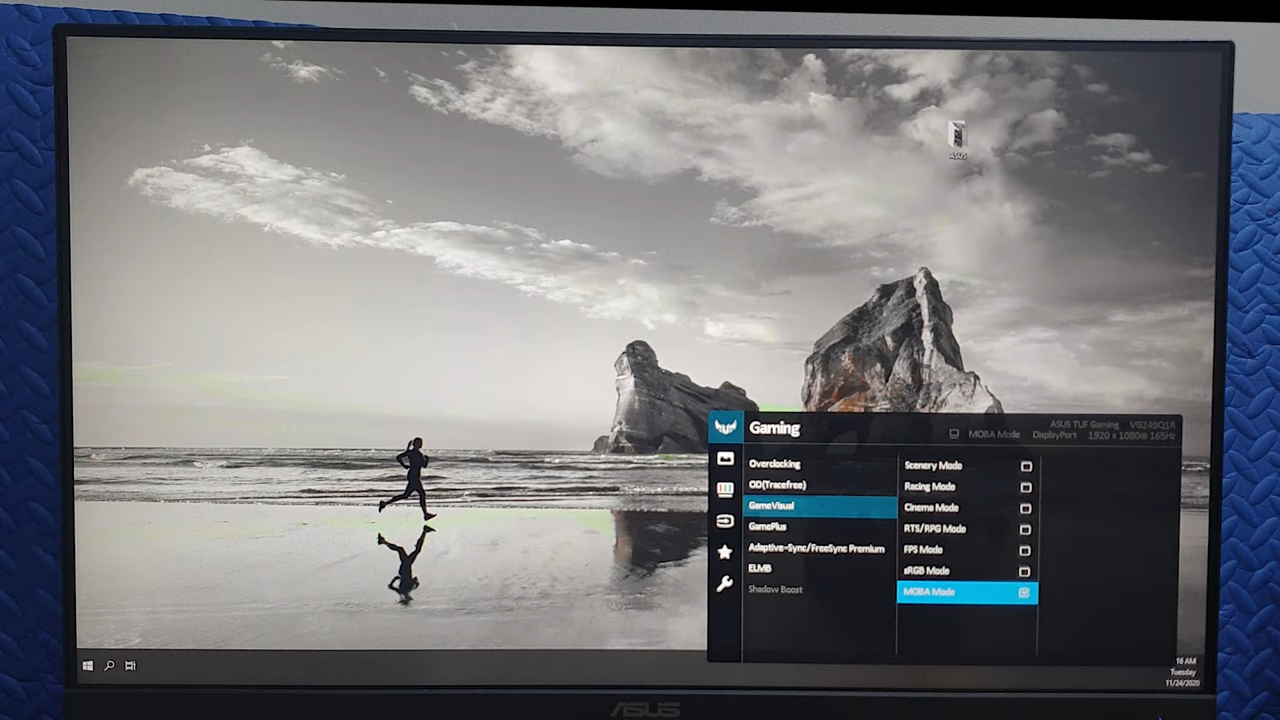 ASUS
Gaming
ASUS TUF Gaming VG249Q1R
MOBA Mode DisplayPort 1920 x 1080@ 165Hz
Overclocking
OD(Tracefree)
GameVisual
GamePlus
Adaptive-Sync/FreeSync Premium
ELMB
Shadow Boost
Scenery Mode
Racing Mode
Cinema Mode
RTS/RPG Mode
FPS Mode
sRGB Mode
MOBA Mode
16 AM
Tuesday
11/24/2020
ASUS